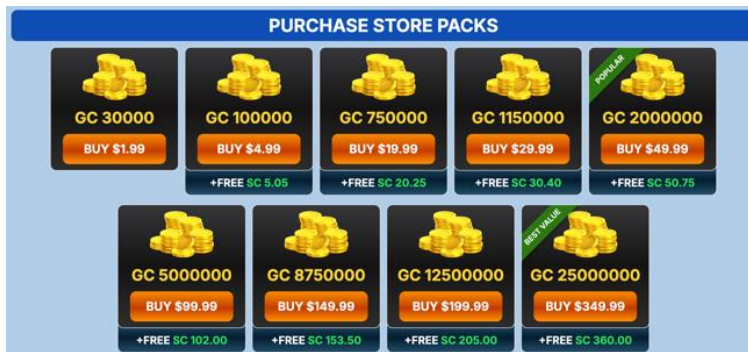 PURCHASE STORE PACKS
GC 30000
BUY $1.99
GC 100000
BUY $4.99
+FREE SC 5.05
GC 750000
BUY $19.99
+FREE SC 20.25
GC 1150000
BUY $29.99
+FREE SC 30.40
POPULAR
GC 2000000
BUY $49.99
+FREE SC 50.75
GC 5000000
BUY $99.99
+FREE SC 102.00
GC 8750000
BUY $149.99
+FREE SC 153.50
GC 12500000
BUY $199.99
+FREE SC 205.00
BEST VALUE
GC 25000000
BUY $349.99
+FREE SC 360.00